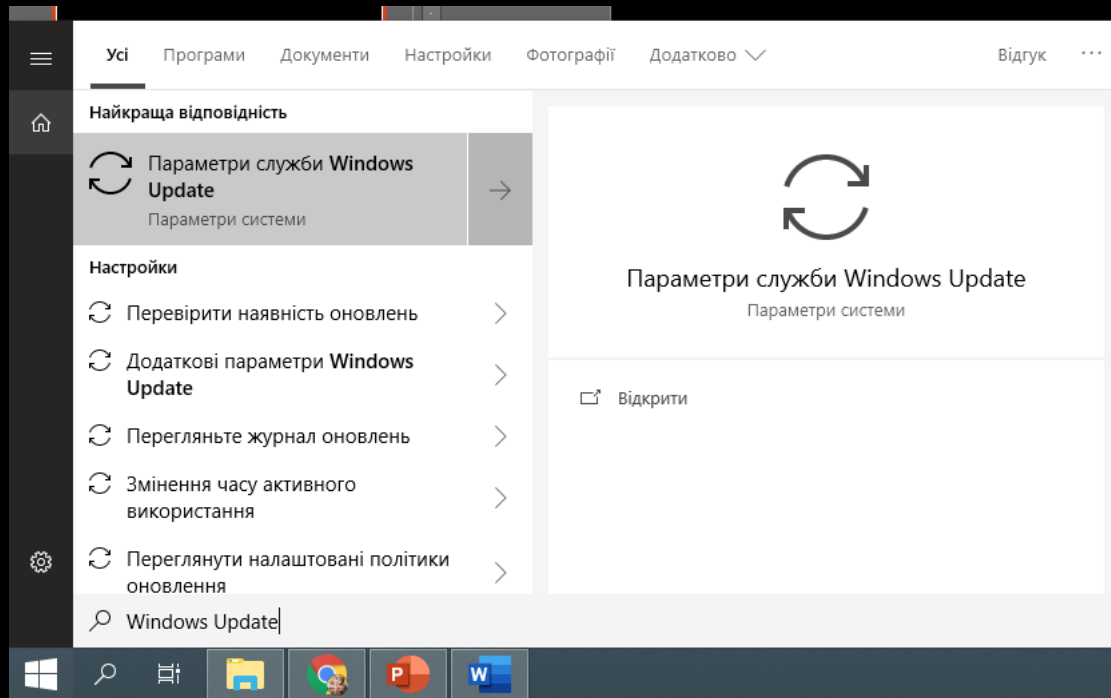 Усі Програми Документи Настройки Фотографії Додатково Відгук ...
Найкраща відповідність
Параметри служби Windows
Update
Параметри системи
Настройки
Перевірити наявність оновлень
Додаткові параметри Windows
Update
Перегляньте журнал оновлень
Змінення часу активного
використання
Переглянути налаштовані політики
оновлення
Параметри служби Windows Update
Параметри системи
Відкрити
Windows Update
P W